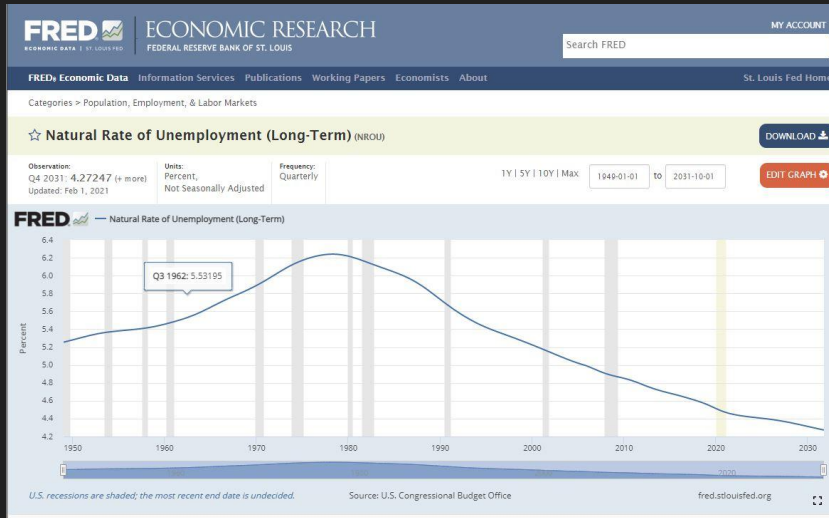 FRED
ECONOMIC DATA | ST. LOUIS FED
ECONOMIC RESEARCH
FEDERAL RESERVE BANK OF ST. LOUIS
MY ACCOUNT
Search FRED
FRED® Economic Data Information Services Publications Working Papers Economists About St. Louis Fed Home
Categories > Population, Employment, & Labor Markets
☆ Natural Rate of Unemployment (Long-Term) (NROU)
DOWNLOAD
Observation:
Q4 2031: 4.27247 (+ more)
Updated: Feb 1, 2021
Units:
Percent,
Not Seasonally Adjusted
Frequency:
Quarterly
1Y | 5Y | 10Y | Max 1949-01-01 to 2031-10-01
EDIT GRAPH
FRED — Natural Rate of Unemployment (Long-Term)
Percent
6.4
6.2
6.0
5.8
5.6
5.4
5.2
5.0
4.8
4.6
4.4
4.2
Q3 1962: 5.53195
1950 1960 1970 1980 1990 2000 2010 2020 2030
2020
U.S. recessions are shaded; the most recent end date is undecided. Source: U.S. Congressional Budget Office fred.stlouisfed.org